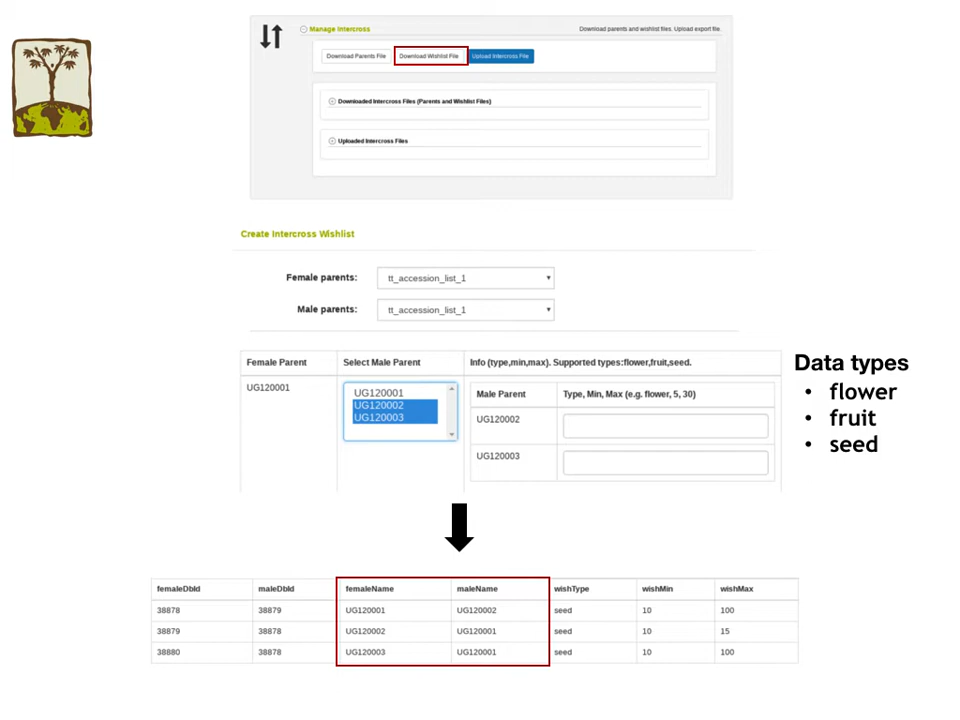 Manage Intercross
Download parents and wishlist files. Upload export file.
Download Parents File
Download Wishlist File
Upload Intercross File
Downloaded Intercross Files (Parents and Wishlist Files)
Uploaded Intercross Files
Create Intercross Wishlist
Female parents: tt_accession_list_1
Male parents: tt_accession_list_1
Female Parent Select Male Parent Info (type,min,max). Supported types:flower,fruit,seed.
UG120001
UG120001
UG120002
UG120003
Male Parent Type, Min, Max (e.g. flower, 5, 30)
UG120002
UG120003
Data types
• flower
• fruit
• seed
femaleDbId maleDbId femaleName maleName wishType wishMin wishMax
38878 38879 UG120001 UG120002 seed 10 100
38879 38878 UG120002 UG120001 seed 10 15
38880 38878 UG120003 UG120001 seed 10 100